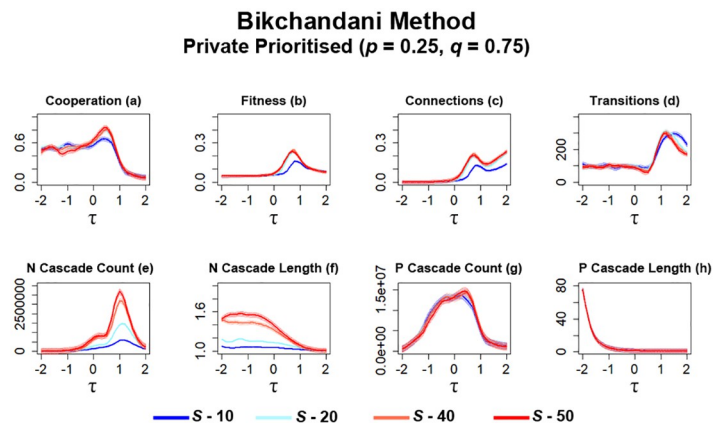 Bikchandani Method
Private Prioritised (p = 0.25, q = 0.75)
Cooperation (a)
0.0 0.6
-2 -1 0 1 2
τ
Fitness (b)
0.0 0.3
-2 -1 0 1 2
τ
Connections (c)
0.0 0.3
-2 -1 0 1 2
τ
Transitions (d)
0 200
-2 -1 0 1 2
τ
N Cascade Count (e)
0 2500000
-2 -1 0 1 2
τ
N Cascade Length (f)
1.0 1.6
-2 -1 0 1 2
τ
P Cascade Count (g)
0.0e+00 1.5e+07
-2 -1 0 1 2
τ
P Cascade Length (h)
0 40 80
-2 -1 0 1 2
τ
S - 10 S - 20 S - 40 S - 50